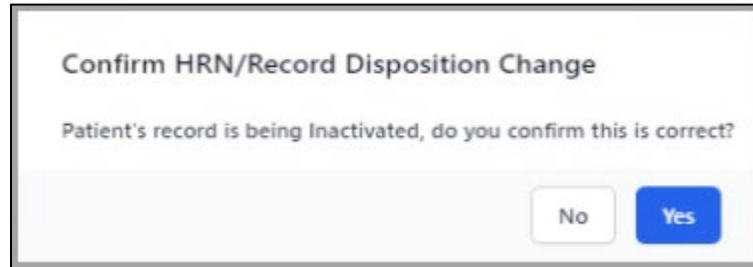 Confirm HRN/Record Disposition Change
Patient's record is being Inactivated, do you confirm this is correct?
No Yes